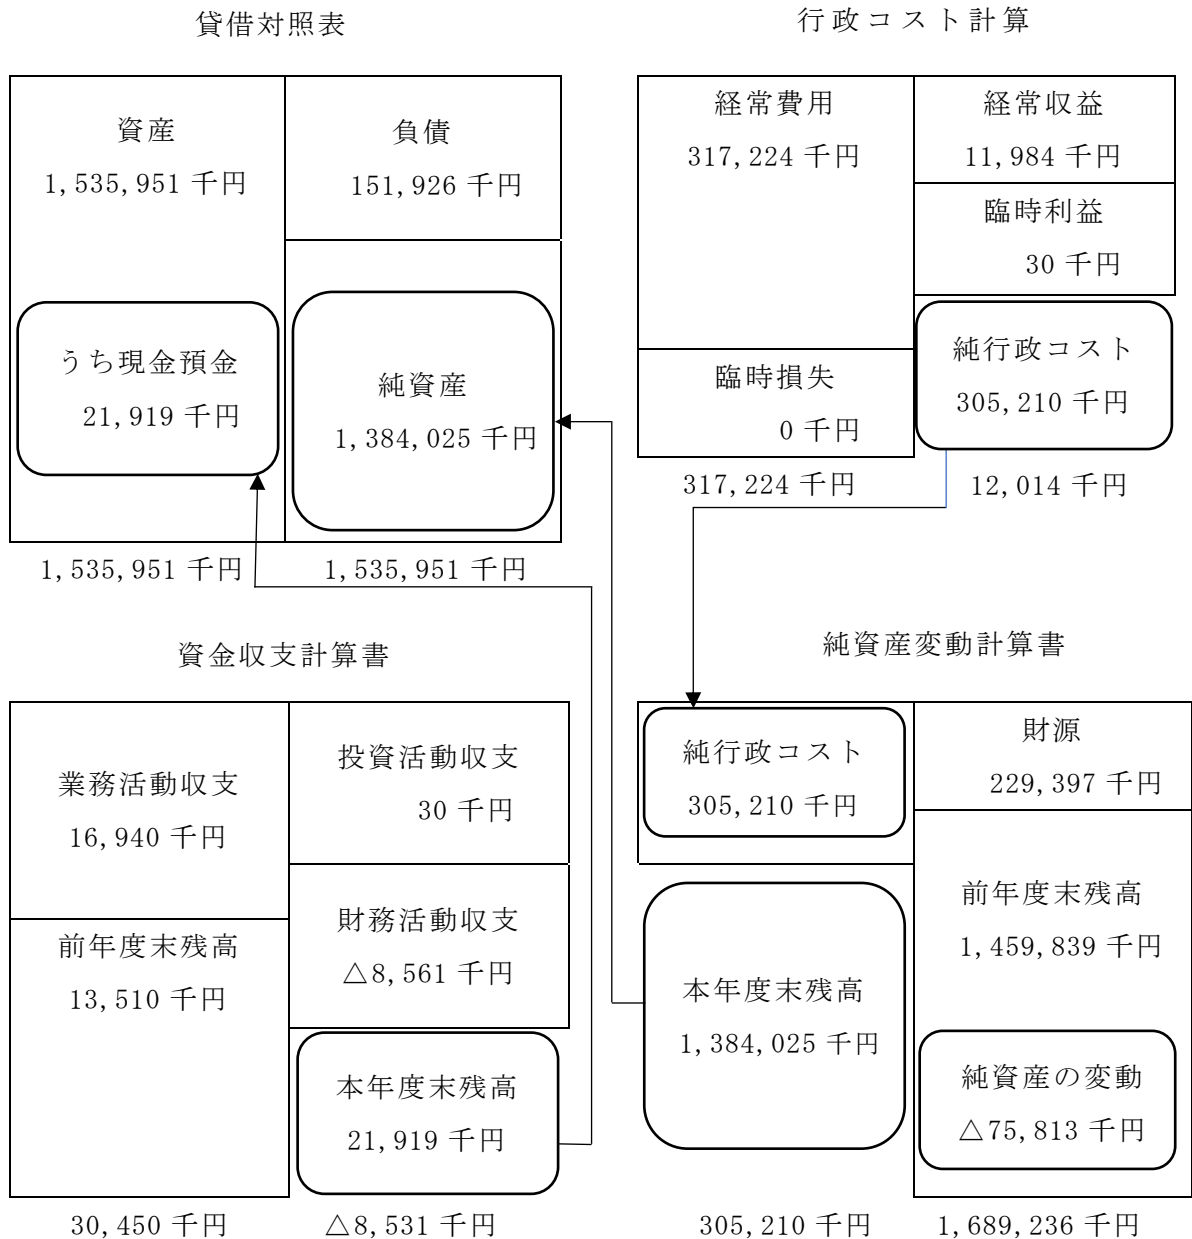 貸借対照表
資産
1,535,951 千円
負債
151,926 千円
うち現金預金
21,919 千円
純資産
1,384,025 千円
1,535,951 千円
1,535,951 千円
行政コスト計算
経常費用
317,224 千円
経常収益
11,984 千円
臨時利益
30 千円
臨時損失
0 千円
純行政コスト
305,210 千円
317,224 千円
12,014 千円
資金収支計算書
業務活動収支
16,940 千円
投資活動収支
30 千円
前年度末残高
13,510 千円
財務活動収支
△8,561 千円
本年度末残高
21,919 千円
30,450 千円
△8,531 千円
純資産変動計算書
純行政コスト
305,210 千円
財源
229,397 千円
本年度末残高
1,384,025 千円
前年度末残高
1,459,839 千円
純資産の変動
△75,813 千円
305,210 千円
1,689,236 千円